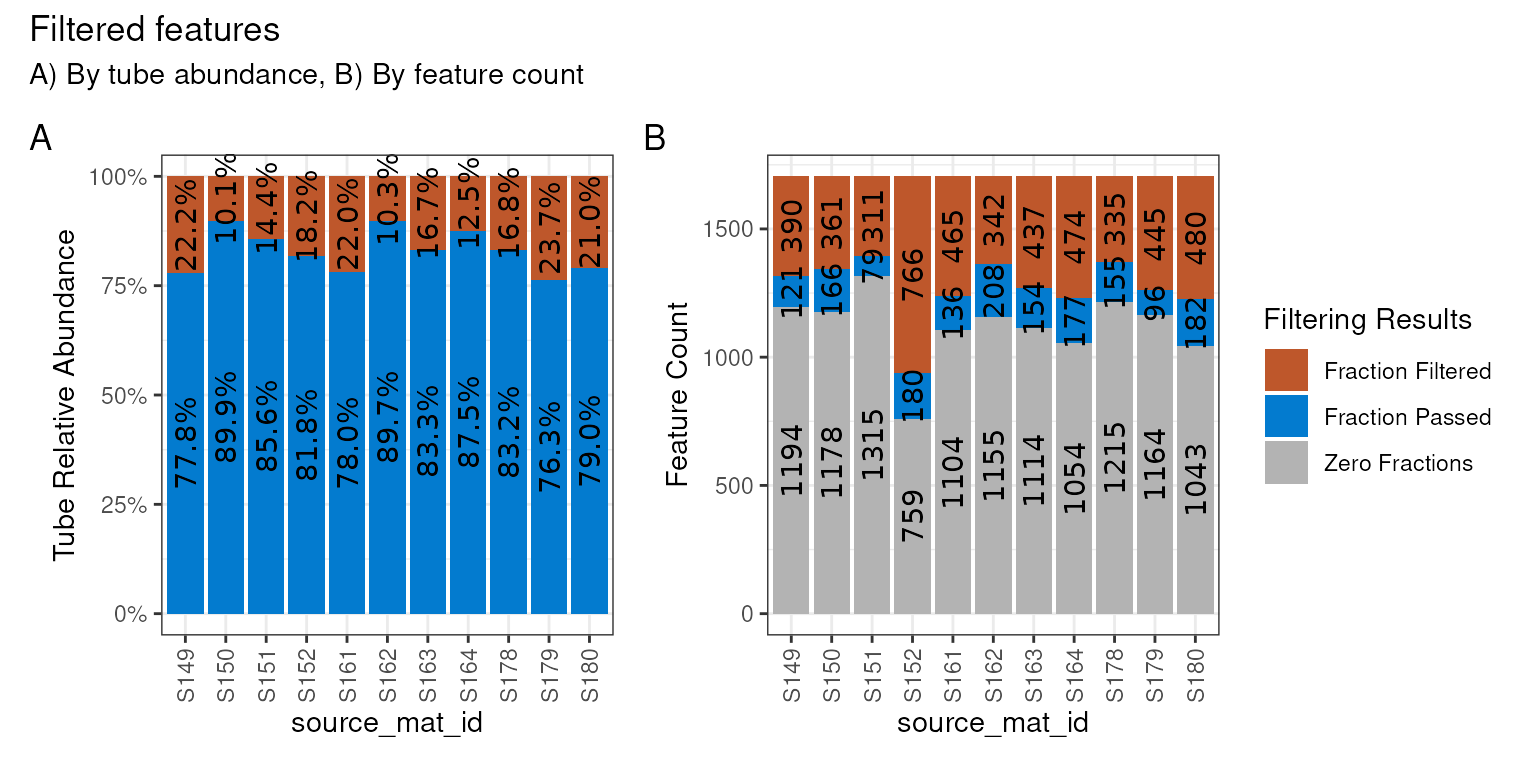 Filtered features
A) By tube abundance, B) By feature count
A
Tube Relative Abundance
100%
75%
50%
25%
0%
22.2% 10.1% 14.4% 18.2% 22.0% 10.3% 16.7% 12.5% 16.8% 23.7% 21.0%
77.8% 89.9% 85.6% 81.8% 78.0% 89.7% 83.3% 87.5% 83.2% 76.3% 79.0%
S149 S150 S151 S152 S161 S162 S163 S164 S178 S179 S180
source_mat_id
B
Feature Count
1500
1000
500
0
390 361 311 766 465 342 437 474 335 445 480
121 166 79 180 136 208 154 177 155 96 182
1194 1178 1315 759 1104 1155 1114 1054 1215 1164 1043
S149 S150 S151 S152 S161 S162 S163 S164 S178 S179 S180
source_mat_id
Filtering Results
Fraction Filtered
Fraction Passed
Zero Fractions